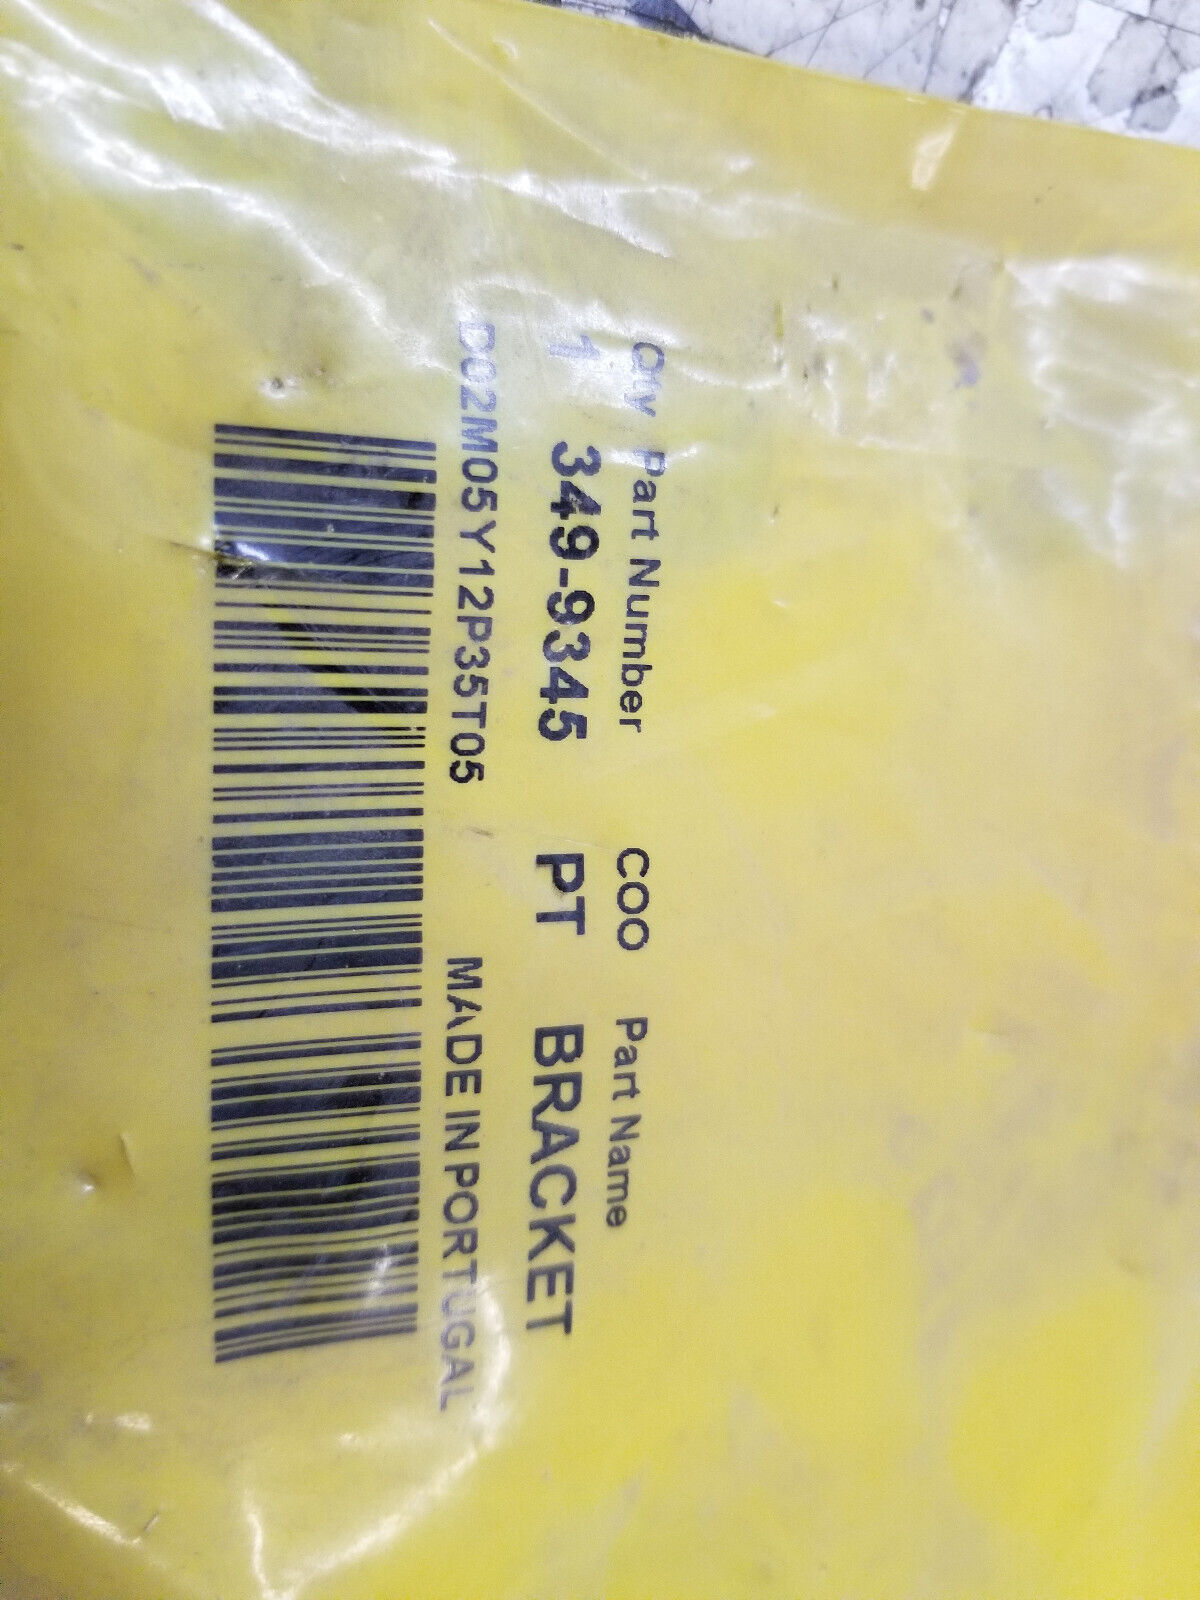 Qty Part Number COO Part Name
1 349-9345 PT BRACKET
D02M05Y12P35T05 MADE IN PORTUGAL